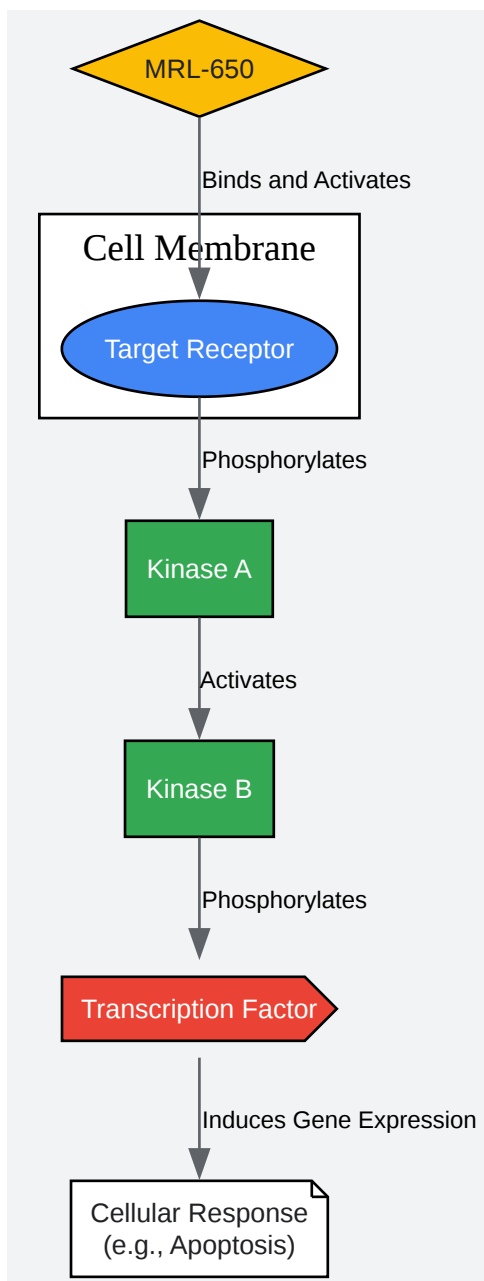 MRL-650
Binds and Activates
Cell Membrane
Target Receptor
Phosphorylates
Kinase A
Activates
Kinase B
Phosphorylates
Transcription Factor
Induces Gene Expression
Cellular Response
(e.g., Apoptosis)